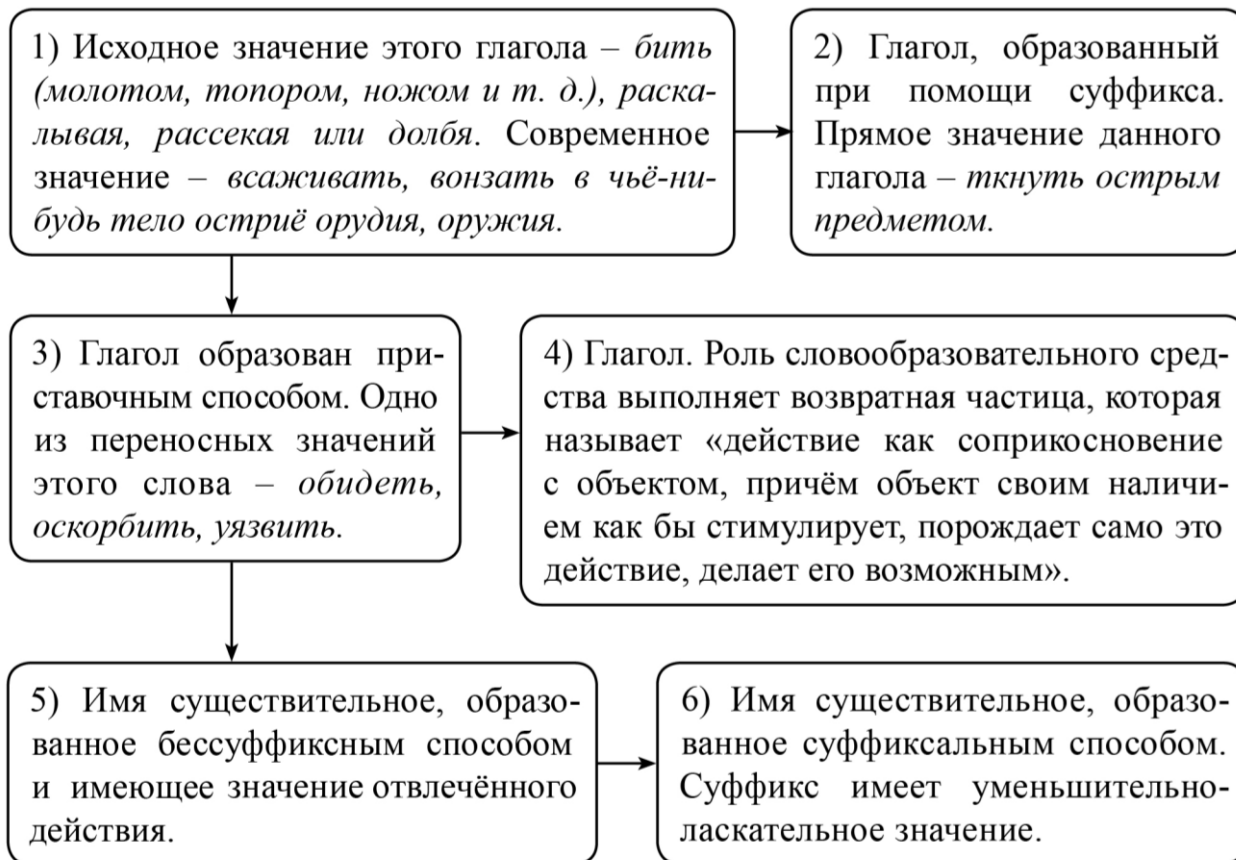 1) Исходное значение этого глагола – бить
(молотом, топором, ножом и т. д.), раска-
лывая, рассекая или долбя. Современное
значение – всаживать, вонзать в чьё-ни-
будь тело остриё орудия, оружия.
2) Глагол, образованный
при помощи суффикса.
Прямое значение данного
глагола – ткнуть острым
предметом.
3) Глагол образован при-
ставочным способом. Одно
из переносных значений
этого слова – обидеть,
оскорбить, уязвить.
4) Глагол. Роль словообразовательного сред-
ства выполняет возвратная частица, которая
называет «действие как соприкосновение
с объектом, причём объект своим наличи-
ем как бы стимулирует, порождает само это
действие, делает его возможным».
5) Имя существительное, образо-
ванное бессуффиксным способом
и имеющее значение отвлечённого
действия.
6) Имя существительное, образо-
ванное суффиксальным способом.
Суффикс имеет уменьшительно-
ласкательное значение.